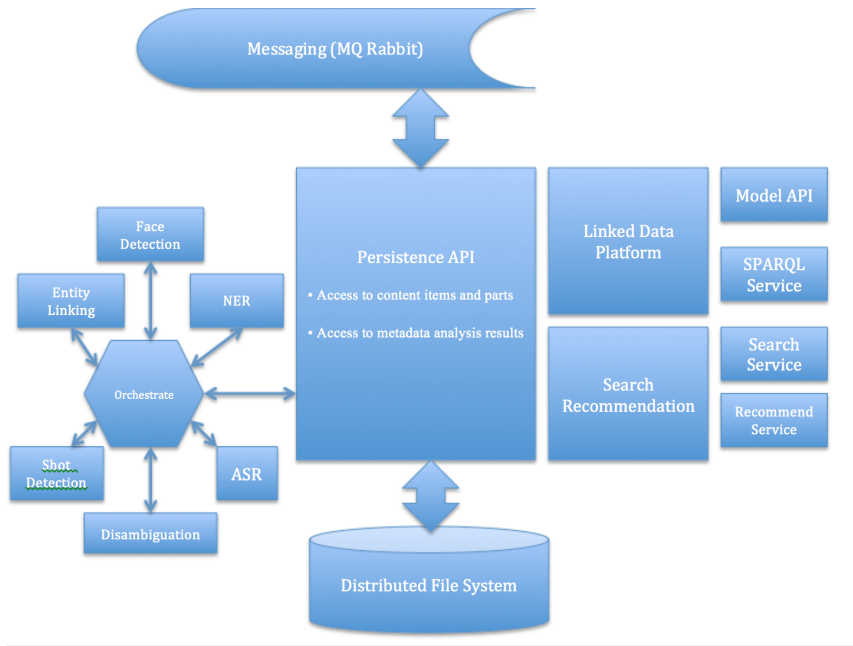 Messaging (MQ Rabbit)
Face
Detection
Entity
Linking
NER
Orchestrate
Shot
Detection
ASR
Disambiguation
Persistence API
• Access to content items and parts
• Access to metadata analysis results
Linked Data
Platform
Search
Recommendation
Model API
SPARQL
Service
Search
Service
Recommend
Service
Distributed File System